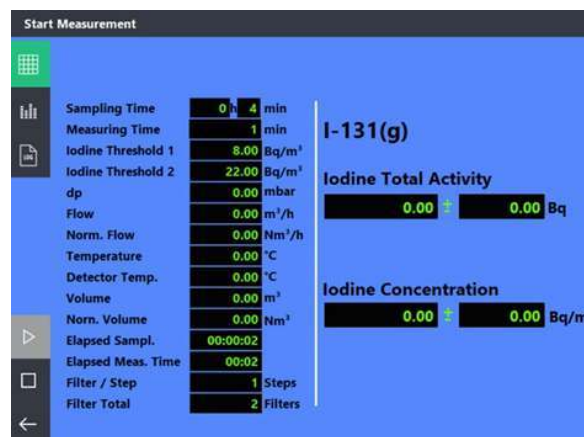 Start Measurement
LOG
Sampling Time 0 h 4 min
Measuring Time 1 min
Iodine Threshold 1 8.00 Bq/m³
Iodine Threshold 2 22.00 Bq/m³
dp 0.00 mbar
Flow 0.00 m³/h
Norm. Flow 0.00 Nm³/h
Temperature 0.00 °C
Detector Temp. 0.00 °C
Volume 0.00 m³
Norn. Volume 0.00 Nm³
Elapsed Sampl. 00:00:02
Elapsed Meas. Time 00:02
Filter / Step 1 Steps
Filter Total 2 Filters
I-131(g)
Iodine Total Activity
0.00 ± 0.00 Bq
Iodine Concentration
0.00 ± 0.00 Bq/m